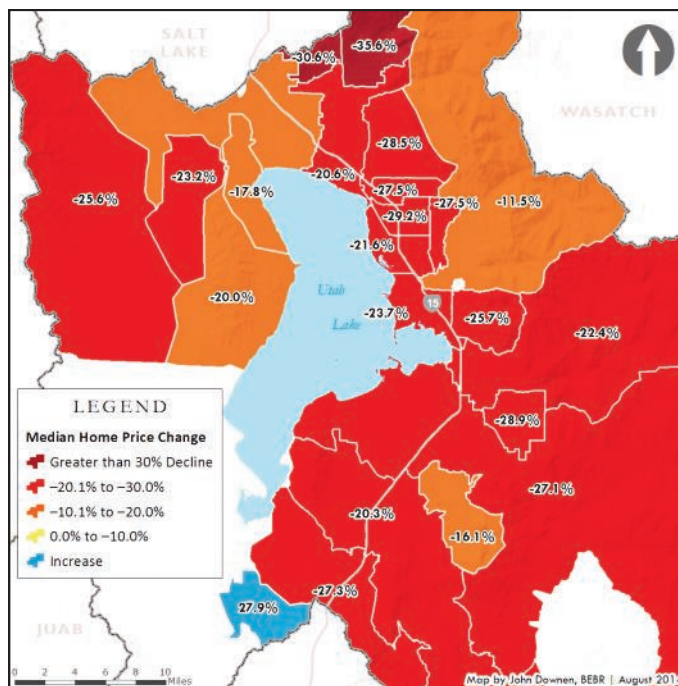 SALT
LAKE
-35.6%
-30.6%
WASATCH
-28.5%
-20.6%
-27.5%
-23.2%
-17.8%
-25.6%
-27.5%
-11.5%
-29.2%
-21.6%
-20.0%
Utah
Lake
15
-23.7%
-25.7%
-22.4%
LEGEND
Median Home Price Change
Greater than 30% Decline
–20.1% to –30.0%
–10.1% to –20.0%
0.0% to –10.0%
Increase
-28.9%
-27.1%
-20.3%
-16.1%
-27.3%
27.9%
JUAB
0 2 4 6 8 10
Miles
Map by John Downen, BEBR | August 201